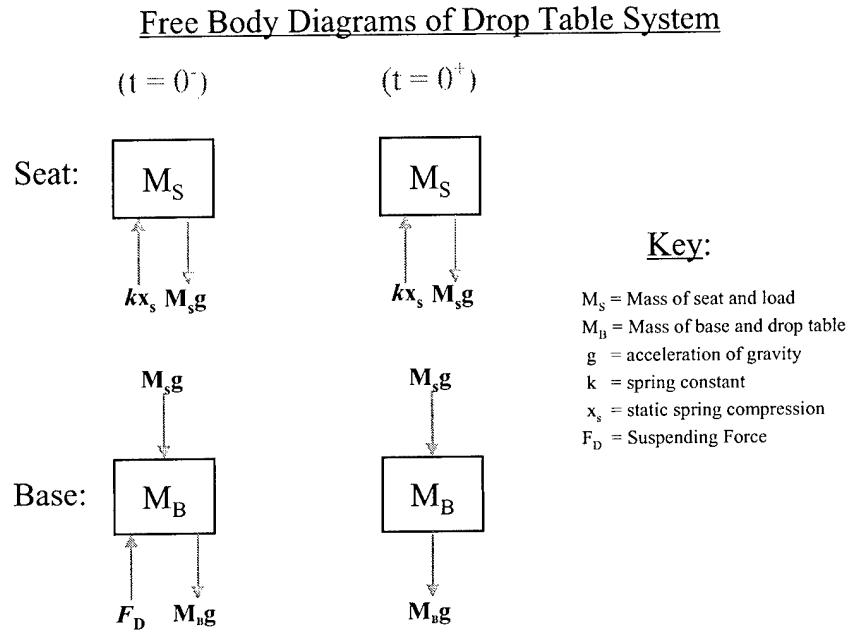 Free Body Diagrams of Drop Table System
(t = 0⁻) (t = 0⁺)
Seat: M_S M_S
kx_s M_sg kx_s M_sg
Key:
M_S = Mass of seat and load
M_B = Mass of base and drop table
g = acceleration of gravity
k = spring constant
x_s = static spring compression
F_D = Suspending Force
M_sg M_sg
Base: M_B M_B
F_D M_Bg M_Bg